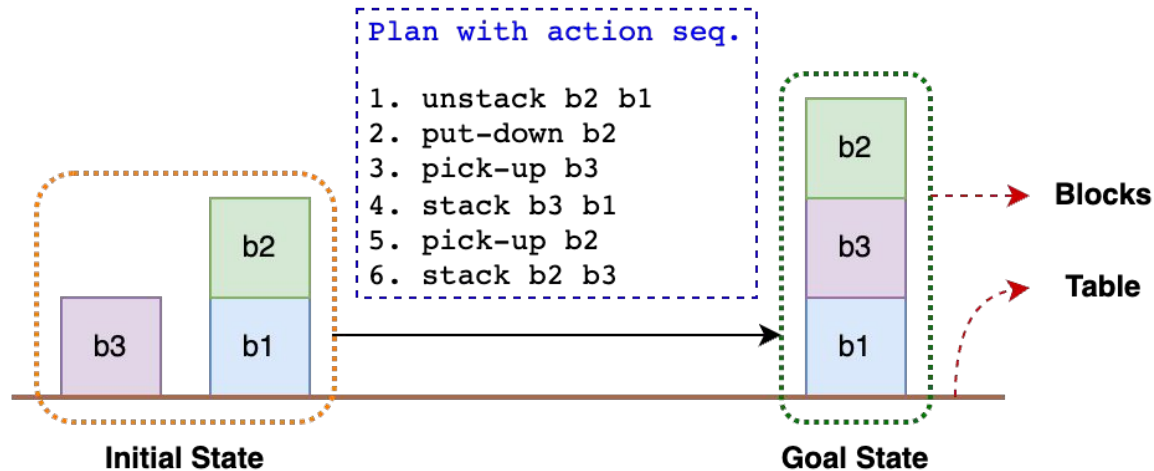 Plan with action seq.
1. unstack b2 b1
2. put-down b2
3. pick-up b3
4. stack b3 b1
5. pick-up b2
6. stack b2 b3
b2
b3
b1
Initial State
b2
b3
b1
Goal State
Blocks
Table